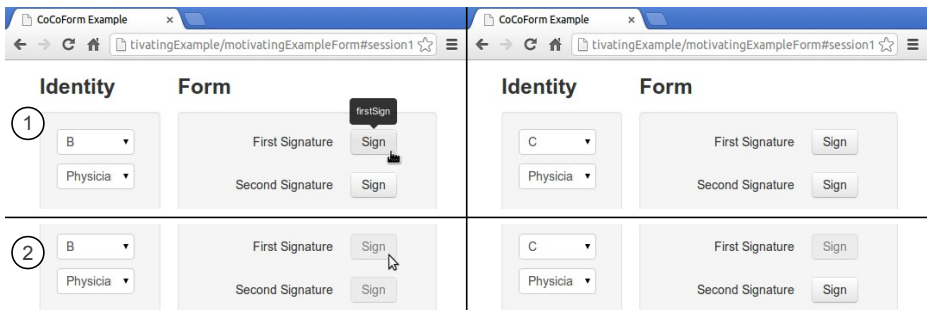 CoCoForm Example ×
tivatingExample/motivatingExampleForm#session1
Identity Form
1
firstSign
B First Signature Sign
Physicia Second Signature Sign
CoCoForm Example ×
tivatingExample/motivatingExampleForm#session1
Identity Form
C First Signature Sign
Physicia Second Signature Sign
2
B First Signature Sign
Physicia Second Signature Sign
C First Signature Sign
Physicia Second Signature Sign